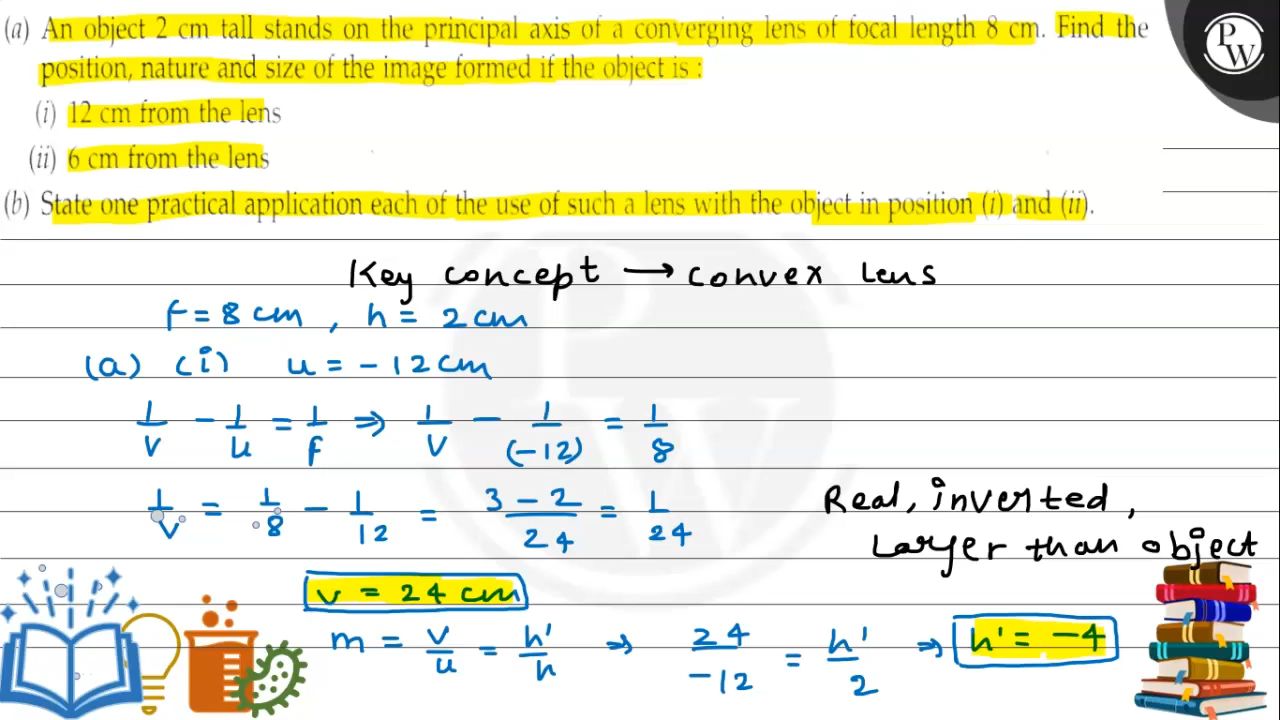 (a) An object 2 cm tall stands on the principal axis of a converging lens of focal length 8 cm. Find the
position, nature and size of the image formed if the object is :
(i) 12 cm from the lens
(ii) 6 cm from the lens
(b) State one practical application each of the use of such a lens with the object in position (i) and (ii).
PW
Key concept → convex lens
f = 8 cm , h = 2 cm
(a) (i) u = -12 cm
1/v - 1/u = 1/f ⇒ 1/v - 1/(-12) = 1/8
1/v = 1/8 - 1/12 = 3 - 2/24 = 1/24
Real, inverted,
Larger than object
v = 24 cm
m = v/u = h'/h → 24/-12 = h'/2 → h' = -4